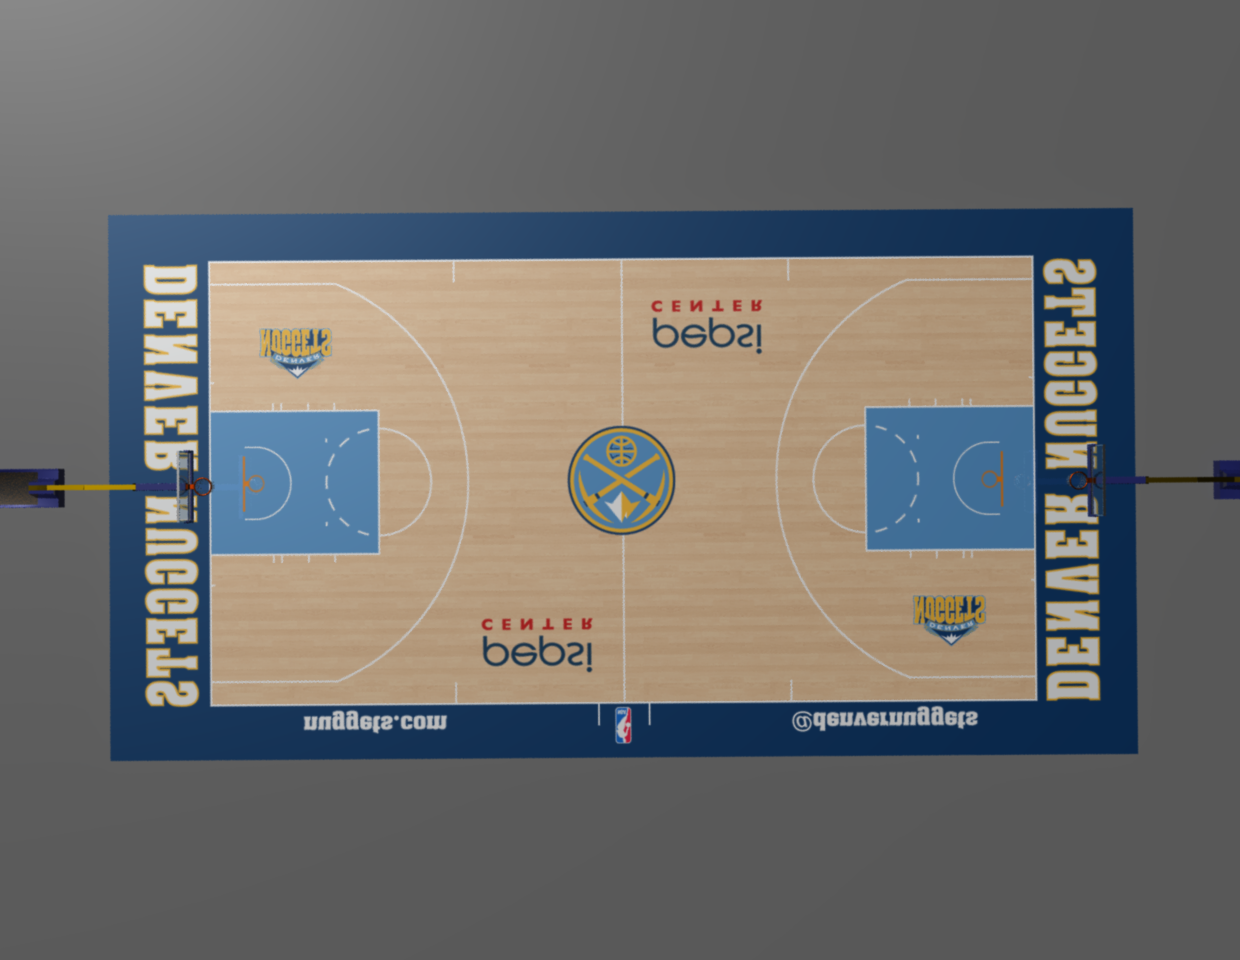 CENTER
pepsi
NUGGETS
DENVER
DENVER NUGGETS
DENVER NUGGETS
NUGGETS
DENVER
CENTER
pepsi
nuggets.com
@denvernuggets